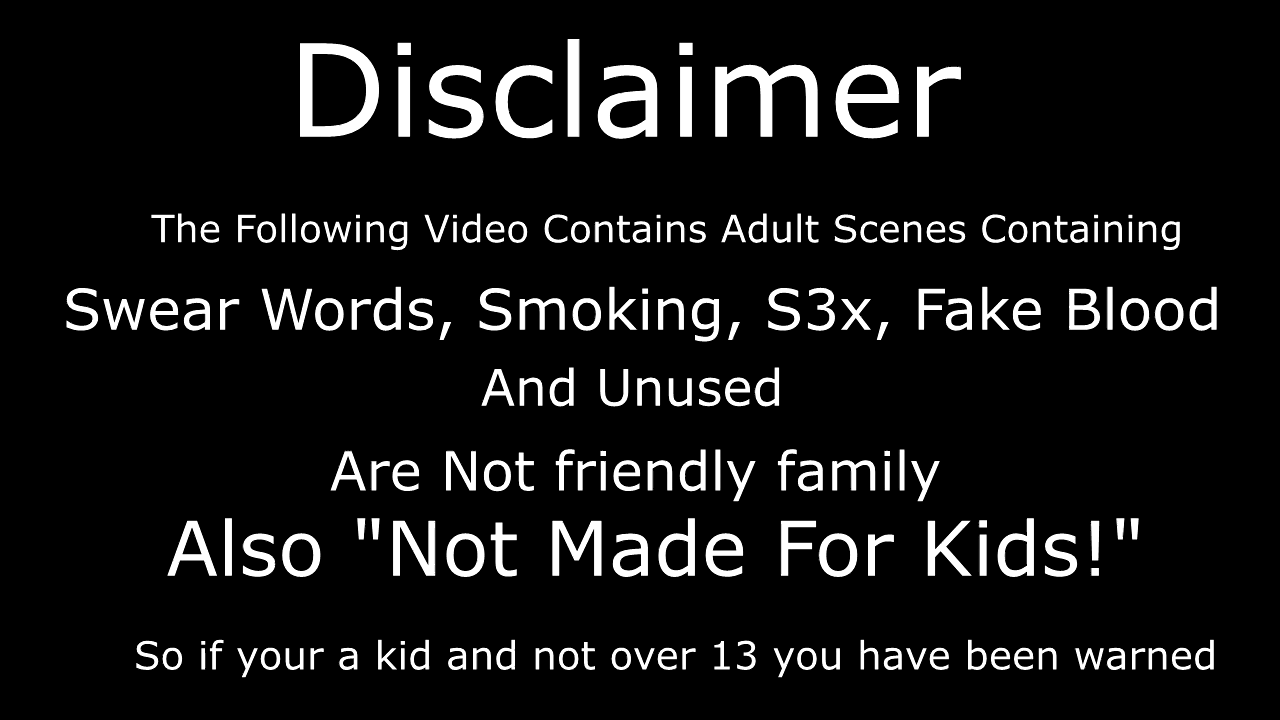 Disclaimer
The Following Video Contains Adult Scenes Containing
Swear Words, Smoking, S3x, Fake Blood
And Unused
Are Not friendly family
Also "Not Made For Kids!"
So if your a kid and not over 13 you have been warned